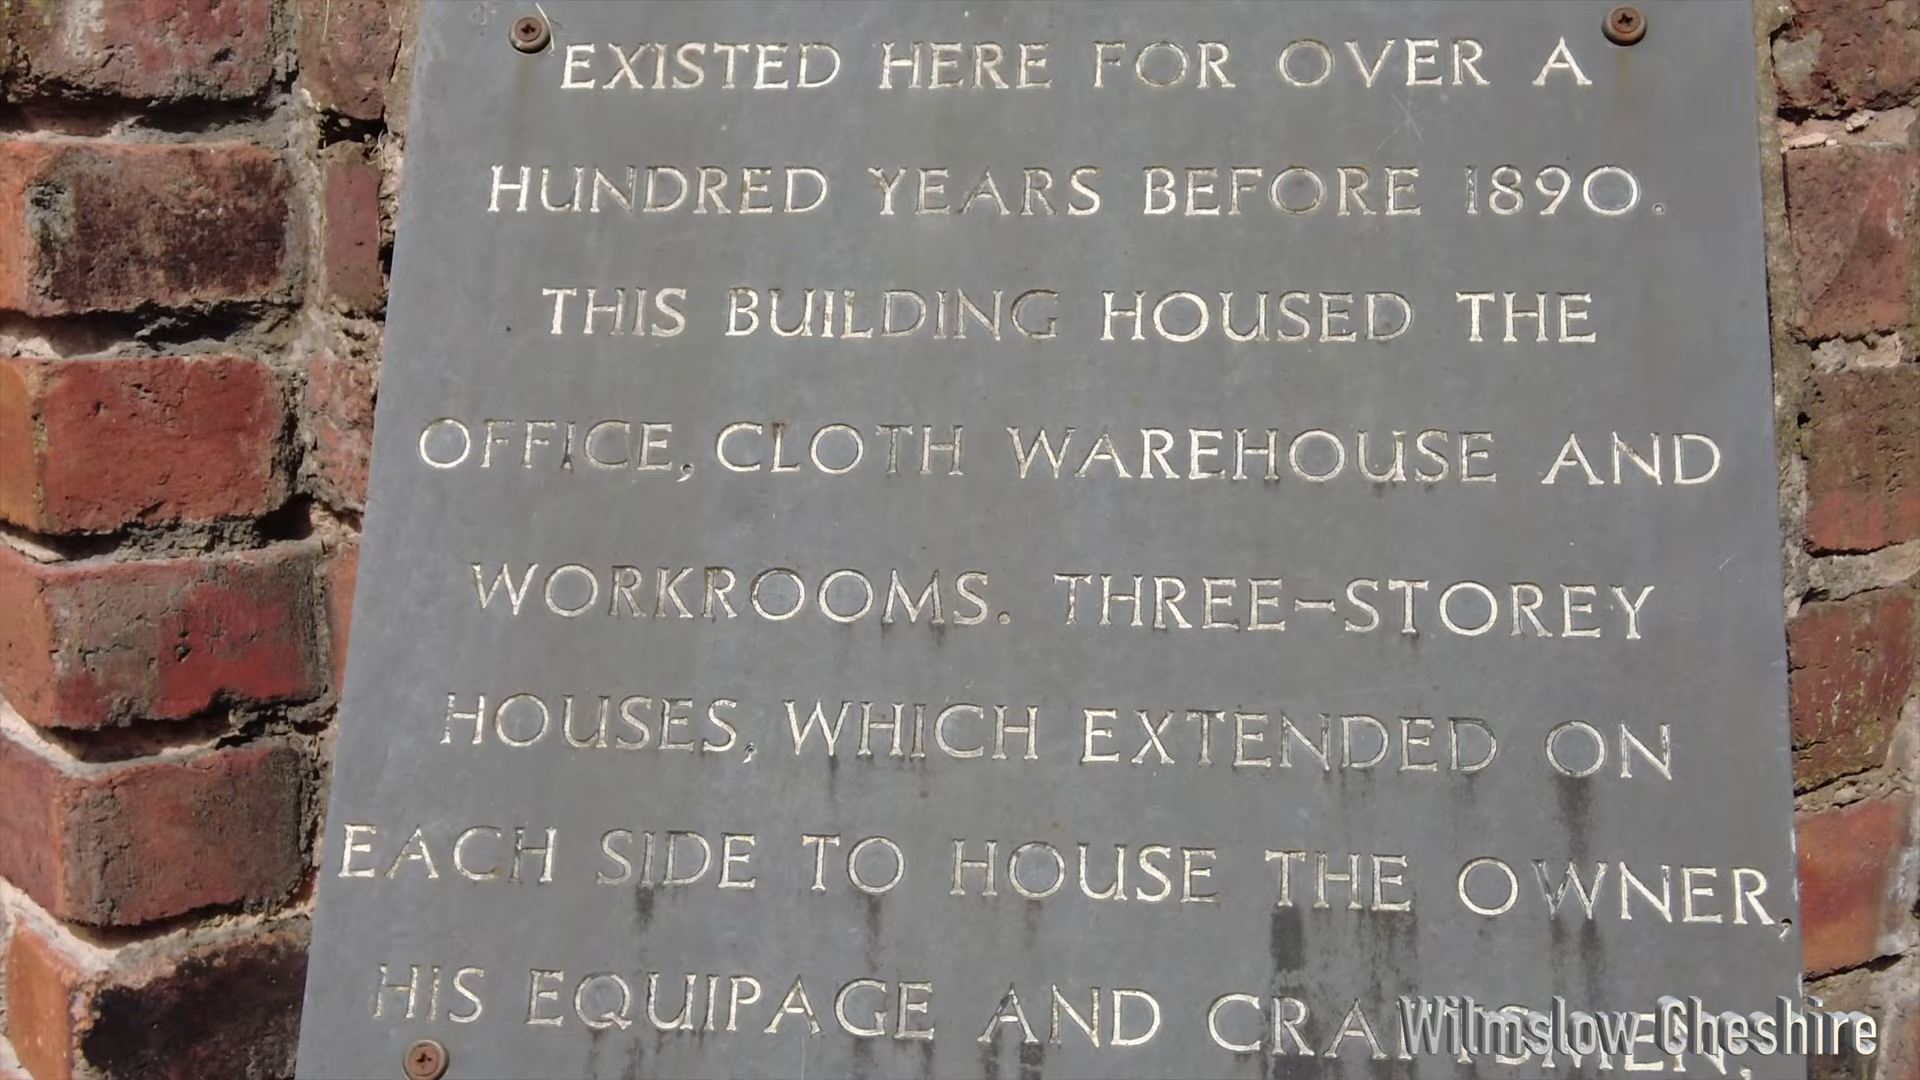 EXISTED HERE FOR OVER A
HUNDRED YEARS BEFORE 1890.
THIS BUILDING HOUSED THE
OFFICE, CLOTH WAREHOUSE AND
WORKROOMS. THREE-STOREY
HOUSES, WHICH EXTENDED ON
EACH SIDE TO HOUSE THE OWNER,
HIS EQUIPAGE AND CRAFTSMEN,
Wilmslow Cheshire